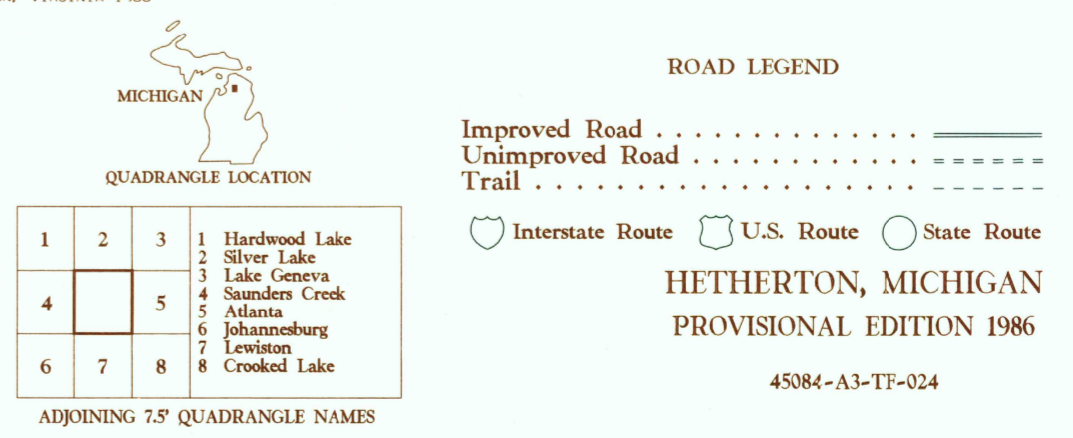 MICHIGAN
QUADRANGLE LOCATION
1 2 3
4 5
6 7 8
1 Hardwood Lake
2 Silver Lake
3 Lake Geneva
4 Saunders Creek
5 Atlanta
6 Johannesburg
7 Lewiston
8 Crooked Lake
ADJOINING 7.5' QUADRANGLE NAMES
ROAD LEGEND
Improved Road
Unimproved Road
Trail
Interstate Route U.S. Route State Route
HETHERTON, MICHIGAN
PROVISIONAL EDITION 1986
45084-A3-TF-024